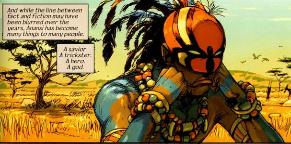 And while the line between
fact and fiction may have
been blurred over the
years, Anansi has become
many things to many people.
A savior.
A trickster.
A hero.
A god.